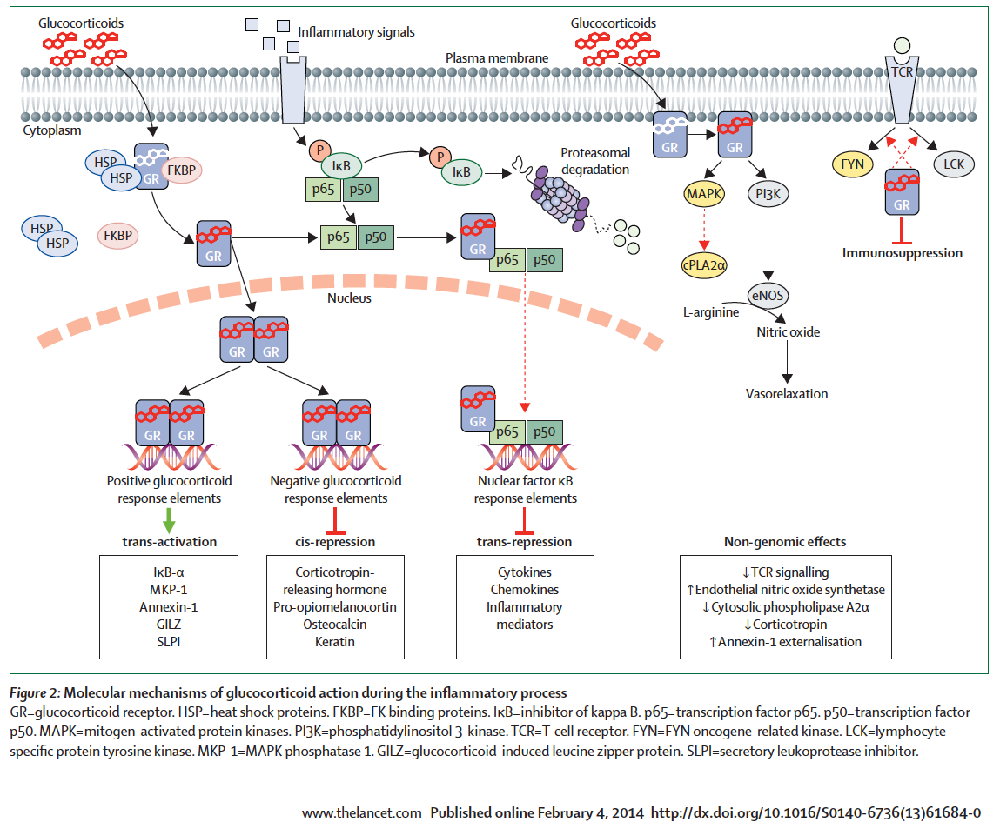 Glucocorticoids
Inflammatory signals
Plasma membrane
Glucocorticoids
TCR
Cytoplasm
HSP
HSP
GR
FKBP
P
IκB
p65
p50
P
IκB
Proteasomal
degradation
GR
GR
FYN
LCK
MAPK
PI3K
GR
HSP
HSP
FKBP
GR
p65
p50
GR
p65
p50
cPLA2α
Immunosuppression
Nucleus
eNOS
L-arginine
Nitric oxide
GR
GR
Vasorelaxation
GR
GR
GR
GR
GR
p65
p50
Positive glucocorticoid
response elements
Negative glucocorticoid
response elements
Nuclear factor κB
response elements
trans-activation
cis-repression
trans-repression
Non-genomic effects
IκB-α
MKP-1
Annexin-1
GILZ
SLPI
Corticotropin-
releasing hormone
Pro-opiomelanocortin
Osteocalcin
Keratin
Cytokines
Chemokines
Inflammatory
mediators
↓TCR signalling
↑Endothelial nitric oxide synthetase
↓Cytosolic phospholipase A2α
↓Corticotropin
↑Annexin-1 externalisation
Figure 2: Molecular mechanisms of glucocorticoid action during the inflammatory process
GR=glucocorticoid receptor. HSP=heat shock proteins. FKBP=FK binding proteins. IκB=inhibitor of kappa B. p65=transcription factor p65. p50=transcription factor
p50. MAPK=mitogen-activated protein kinases. PI3K=phosphatidylinositol 3-kinase. TCR=T-cell receptor. FYN=FYN oncogene-related kinase. LCK=lymphocyte-
specific protein tyrosine kinase. MKP-1=MAPK phosphatase 1. GILZ=glucocorticoid-induced leucine zipper protein. SLPI=secretory leukoprotease inhibitor.
www.thelancet.com Published online February 4, 2014 http://dx.doi.org/10.1016/S0140-6736(13)61684-0